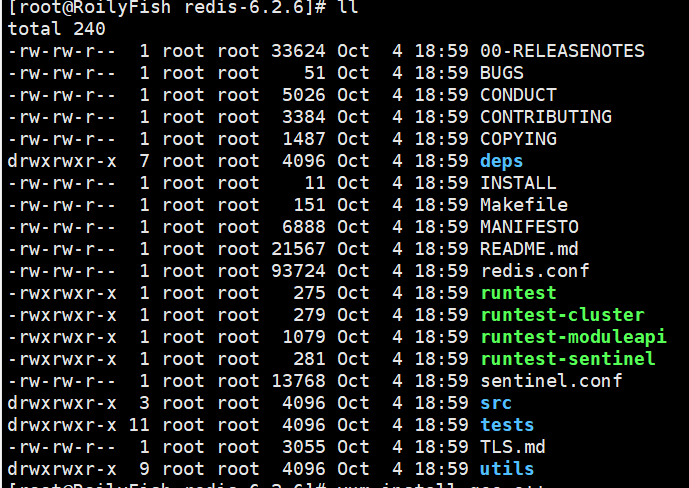 [root@RoilyFish redis-6.2.6]# ll
total 240
-rw-rw-r--  1 root root 33624 Oct  4 18:59 00-RELEASENOTES
-rw-rw-r--  1 root root    51 Oct  4 18:59 BUGS
-rw-rw-r--  1 root root  5026 Oct  4 18:59 CONDUCT
-rw-rw-r--  1 root root  3384 Oct  4 18:59 CONTRIBUTING
-rw-rw-r--  1 root root  1487 Oct  4 18:59 COPYING
drwxrwxr-x  7 root root  4096 Oct  4 18:59 deps
-rw-rw-r--  1 root root    11 Oct  4 18:59 INSTALL
-rw-rw-r--  1 root root   151 Oct  4 18:59 Makefile
-rw-rw-r--  1 root root  6888 Oct  4 18:59 MANIFESTO
-rw-rw-r--  1 root root 21567 Oct  4 18:59 README.md
-rw-rw-r--  1 root root 93724 Oct  4 18:59 redis.conf
-rwxrwxr-x  1 root root   275 Oct  4 18:59 runtest
-rwxrwxr-x  1 root root   279 Oct  4 18:59 runtest-cluster
-rwxrwxr-x  1 root root  1079 Oct  4 18:59 runtest-moduleapi
-rwxrwxr-x  1 root root   281 Oct  4 18:59 runtest-sentinel
-rw-rw-r--  1 root root 13768 Oct  4 18:59 sentinel.conf
drwxrwxr-x  3 root root  4096 Oct  4 18:59 src
drwxrwxr-x 11 root root  4096 Oct  4 18:59 tests
-rw-rw-r--  1 root root  3055 Oct  4 18:59 TLS.md
drwxrwxr-x  9 root root  4096 Oct  4 18:59 utils
[root@RoilyFish redis-6.2.6]#